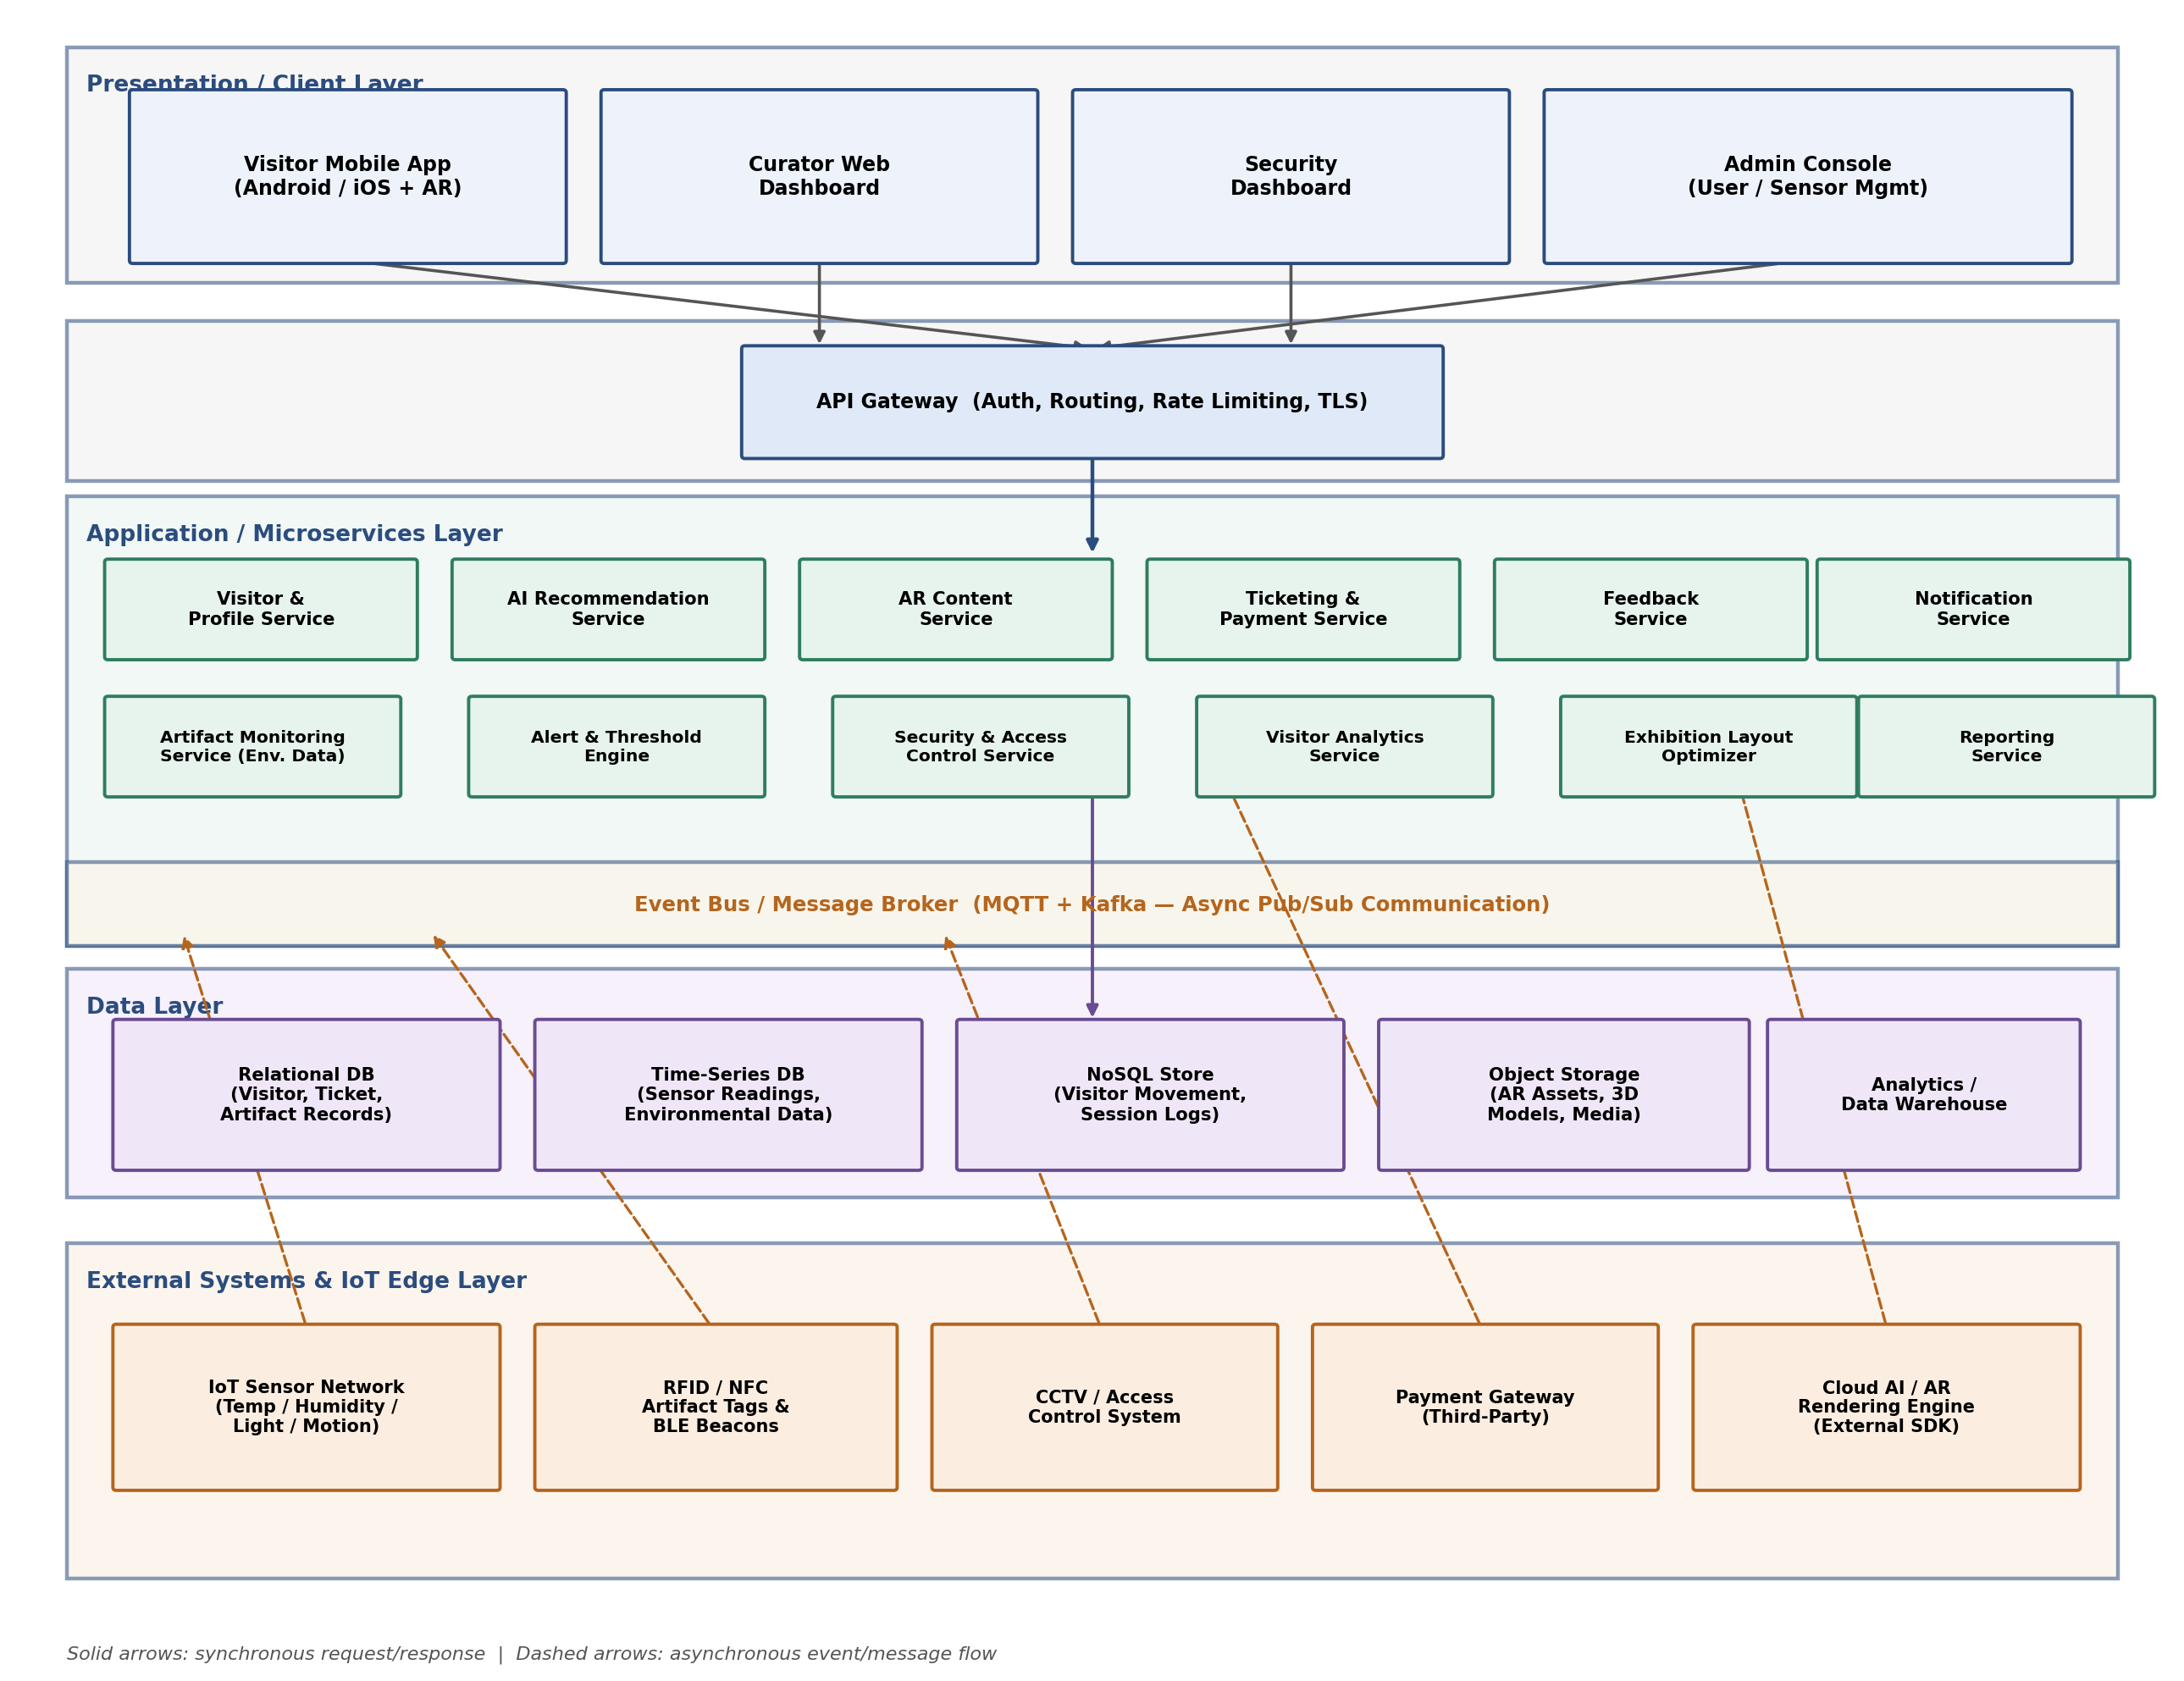 Presentation / Client Layer
Visitor Mobile App
(Android / iOS + AR)
Curator Web
Dashboard
Security
Dashboard
Admin Console
(User / Sensor Mgmt)
API Gateway  (Auth, Routing, Rate Limiting, TLS)
Application / Microservices Layer
Visitor &
Profile Service
AI Recommendation
Service
AR Content
Service
Ticketing &
Payment Service
Feedback
Service
Notification
Service
Artifact Monitoring
Service (Env. Data)
Alert & Threshold
Engine
Security & Access
Control Service
Visitor Analytics
Service
Exhibition Layout
Optimizer
Reporting
Service
Event Bus / Message Broker  (MQTT + Kafka — Async Pub/Sub Communication)
Data Layer
Relational DB
(Visitor, Ticket,
Artifact Records)
Time-Series DB
(Sensor Readings,
Environmental Data)
NoSQL Store
(Visitor Movement,
Session Logs)
Object Storage
(AR Assets, 3D
Models, Media)
Analytics /
Data Warehouse
External Systems & IoT Edge Layer
IoT Sensor Network
(Temp / Humidity /
Light / Motion)
RFID / NFC
Artifact Tags &
BLE Beacons
CCTV / Access
Control System
Payment Gateway
(Third-Party)
Cloud AI / AR
Rendering Engine
(External SDK)
Solid arrows: synchronous request/response  |  Dashed arrows: asynchronous event/message flow